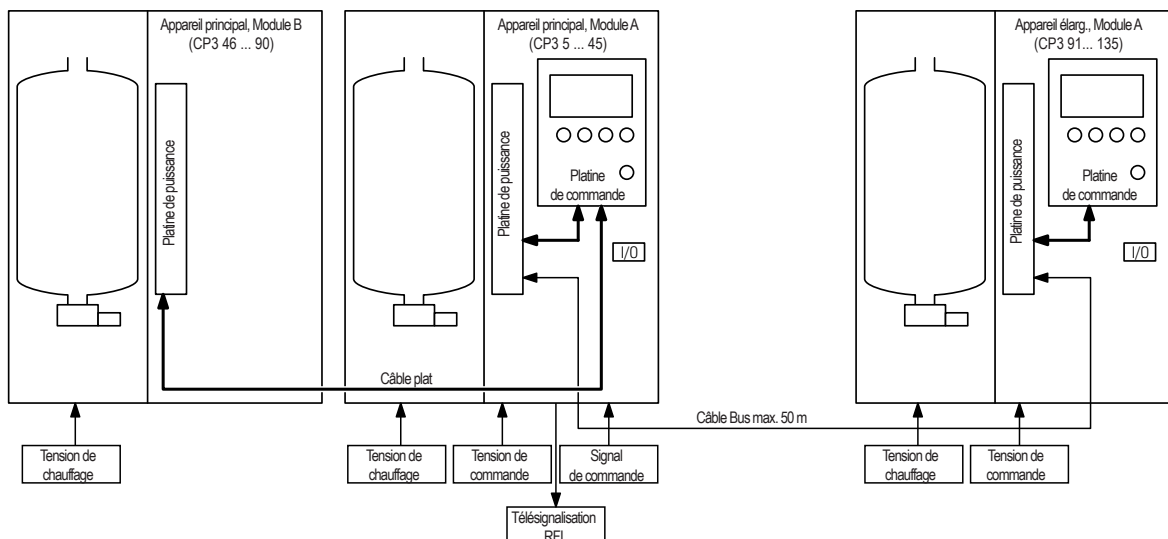 Appareil principal, Module B
(CP3 46 ... 90)
Platine de puissance
Appareil principal, Module A
(CP3 5 ... 45)
Platine de puissance
Platine
de commande
I/0
Appareil élarg., Module A
(CP3 91... 135)
Platine de puissance
Platine
de commande
I/0
Câble plat
Câble Bus max. 50 m
Tension de
chauffage
Tension de
chauffage
Tension de
commande
Signal
de commande
Tension de
chauffage
Tension de
commande
Télésignalisation